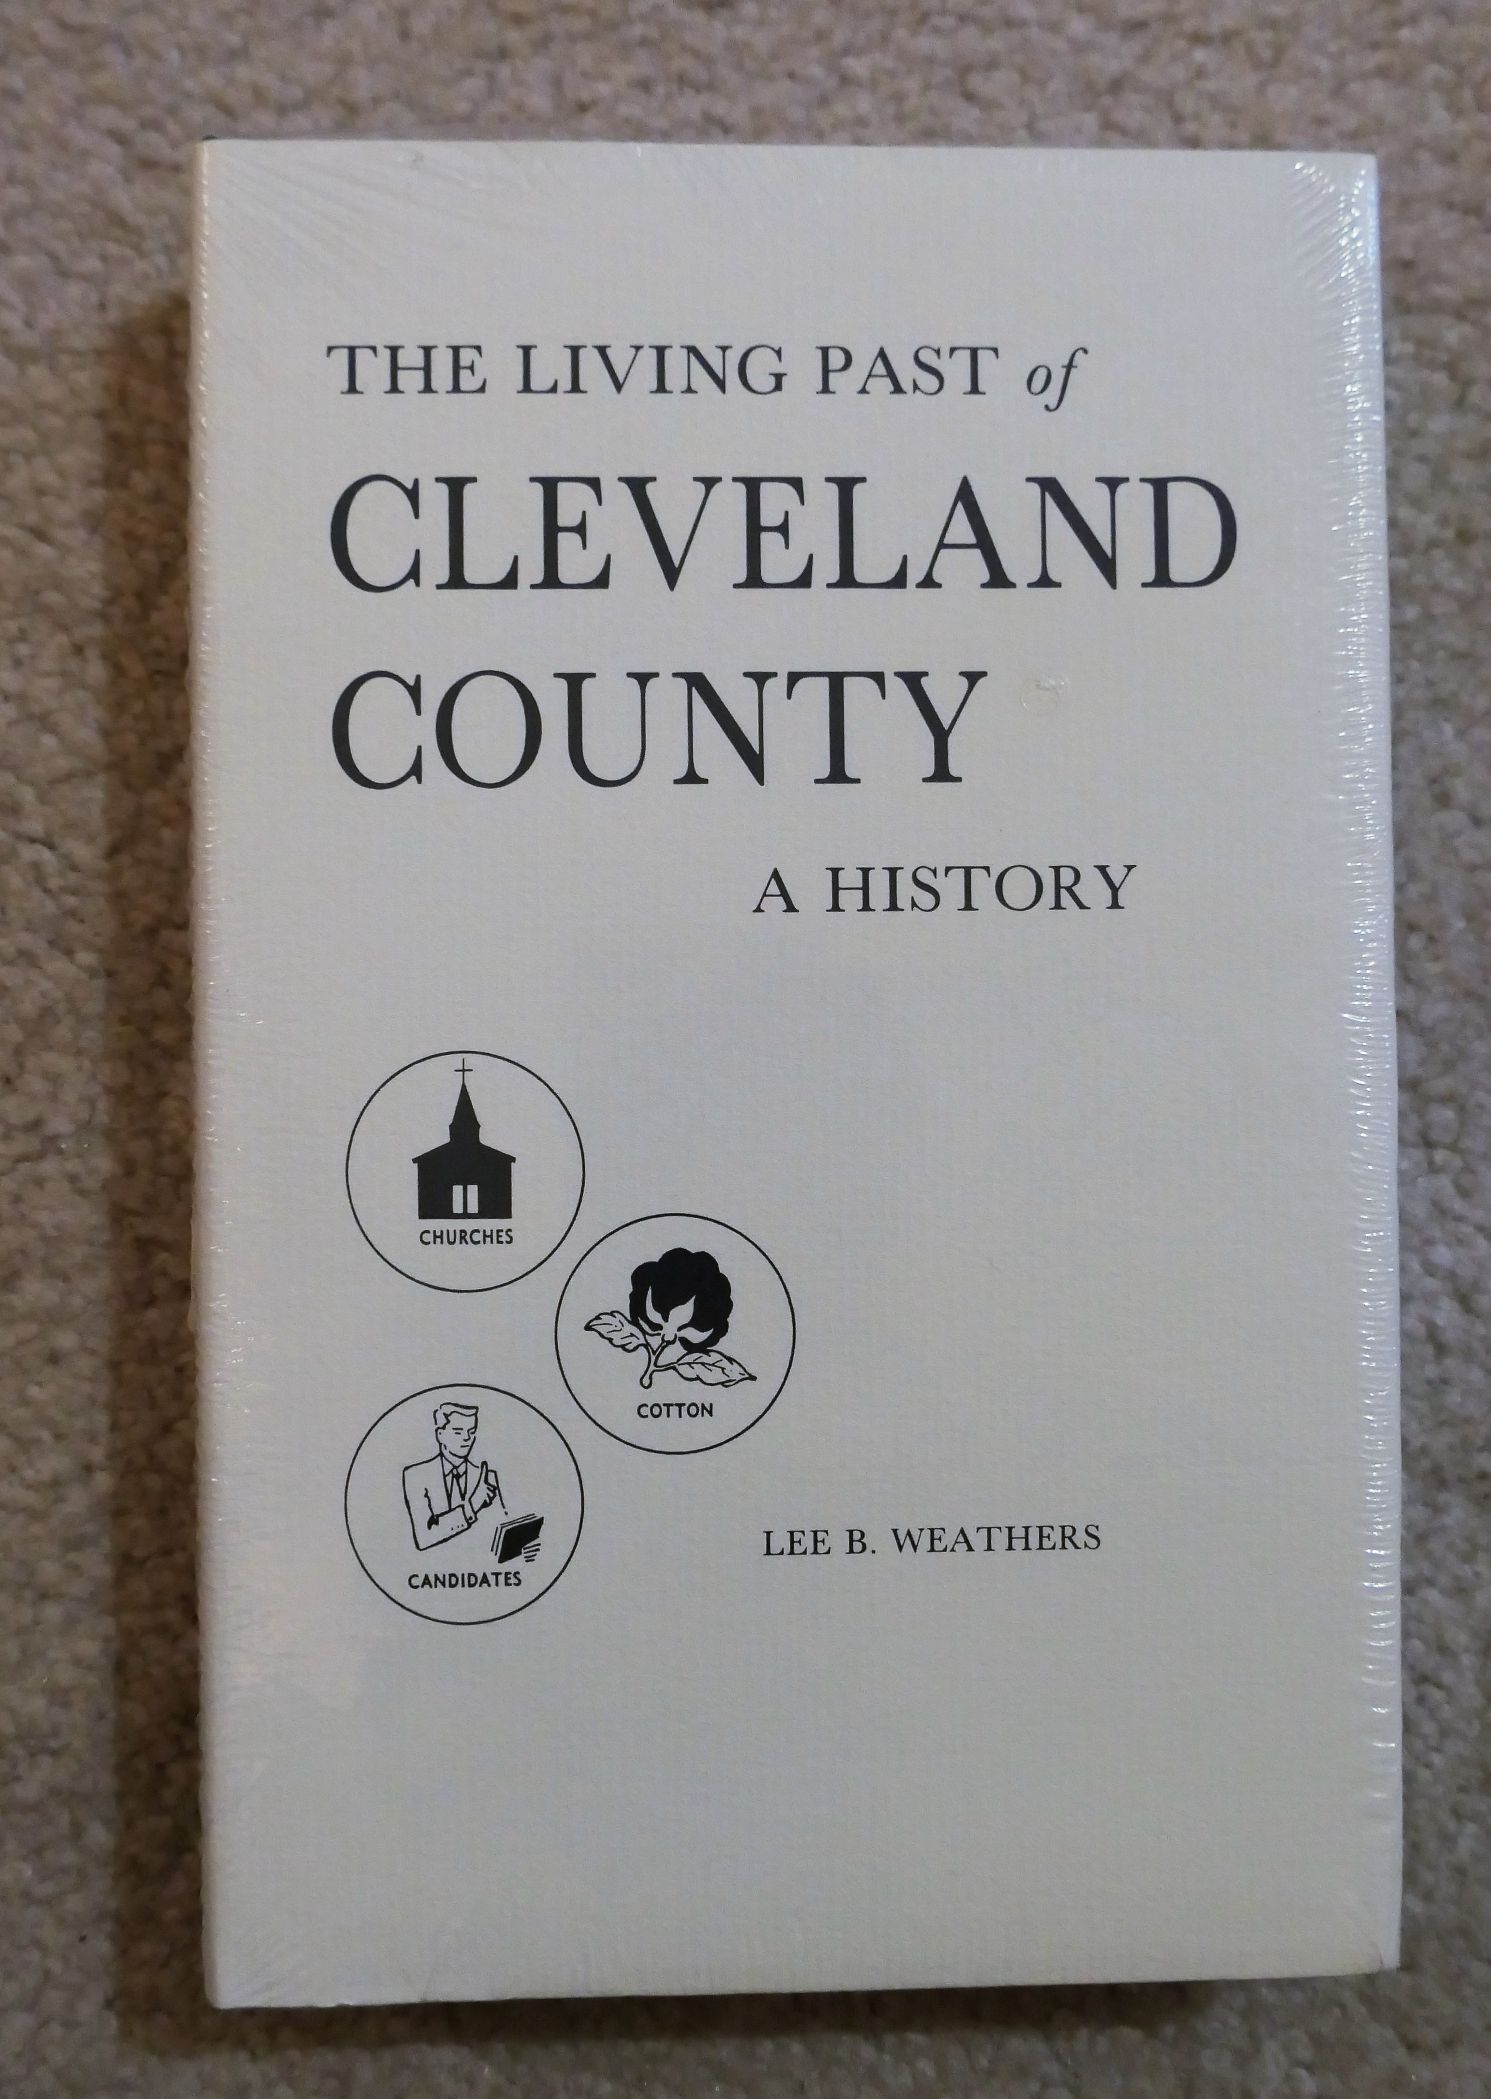 THE LIVING PAST of
CLEVELAND
COUNTY
A HISTORY
CHURCHES
COTTON
CANDIDATES
LEE B. WEATHERS